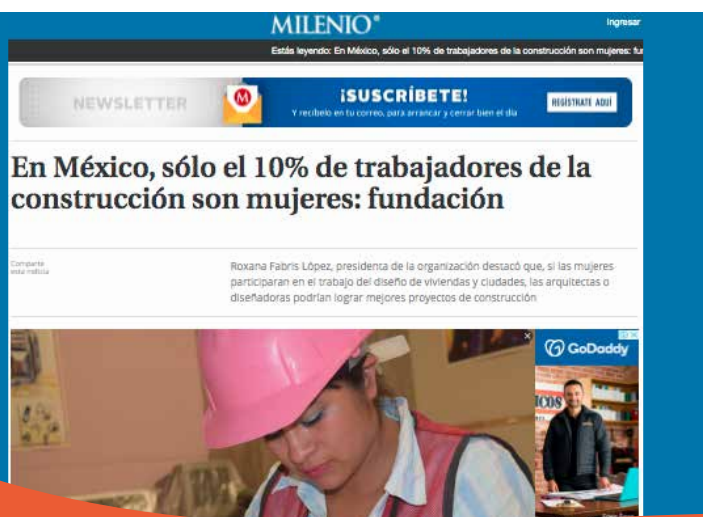 MILENIO®
Ingresar
Estás leyendo: En México, sólo el 10% de trabajadores de la construcción son mujeres:
NEWSLETTER
M
¡SUSCRÍBETE!
Y recíbelo en tu correo, para arrancar y cerrar bien el día
REGÍSTRATE AQUÍ
En México, sólo el 10% de trabajadores de la
construcción son mujeres: fundación
Comparte
esta noticia
Roxana Fabris López, presidenta de la organización destacó que, si las mujeres
participaran en el trabajo del diseño de viviendas y ciudades, las arquitectas o
diseñadoras podrían lograr mejores proyectos de construcción
GoDaddy